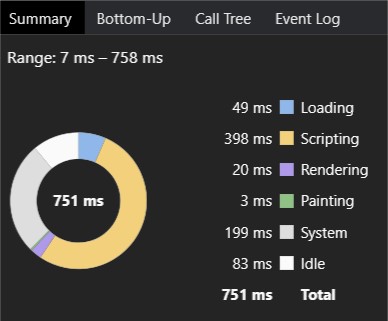 Summary Bottom-Up Call Tree Event Log
Range: 7 ms – 758 ms
49 ms Loading
398 ms Scripting
20 ms Rendering
751 ms
3 ms Painting
199 ms System
83 ms Idle
751 ms Total